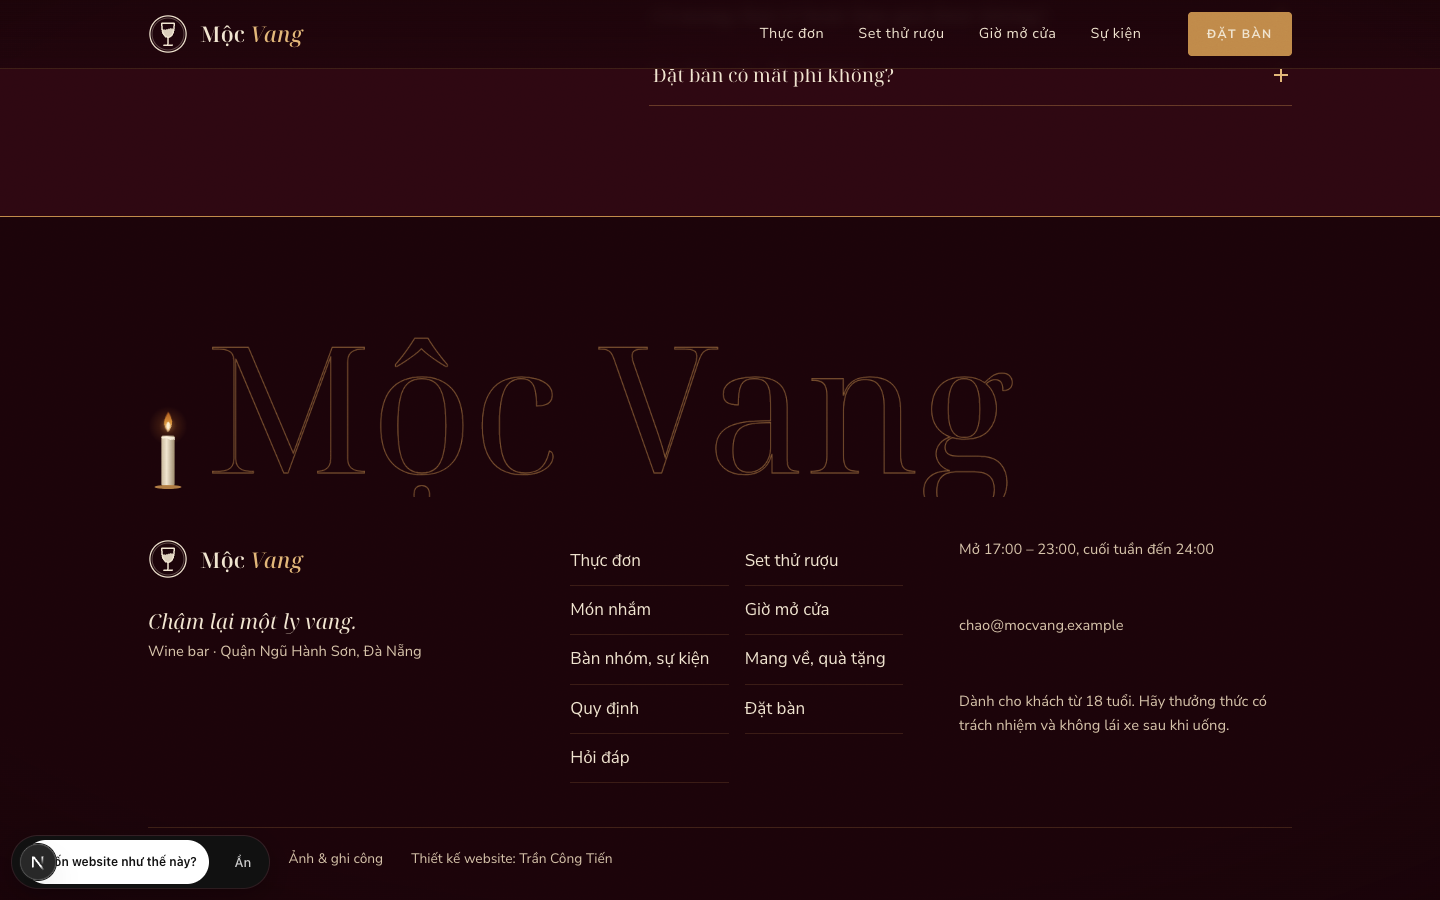 Mộc Vang
Thực đơn
Set thử rượu
Giờ mở cửa
Sự kiện
ĐẶT BÀN
Đặt bàn có mất phí không?
Mộc Vang
Mộc Vang
Chậm lại một ly vang.
Wine bar · Quận Ngũ Hành Sơn, Đà Nẵng
Thực đơn
Set thử rượu
Món nhắm
Giờ mở cửa
Bàn nhóm, sự kiện
Mang về, quà tặng
Quy định
Đặt bàn
Hỏi đáp
Mở 17:00 – 23:00, cuối tuần đến 24:00
chao@mocvang.example
Dành cho khách từ 18 tuổi. Hãy thưởng thức có
trách nhiệm và không lái xe sau khi uống.
website như thế này?
Ẩn
Ảnh & ghi công
Thiết kế website: Trần Công Tiến